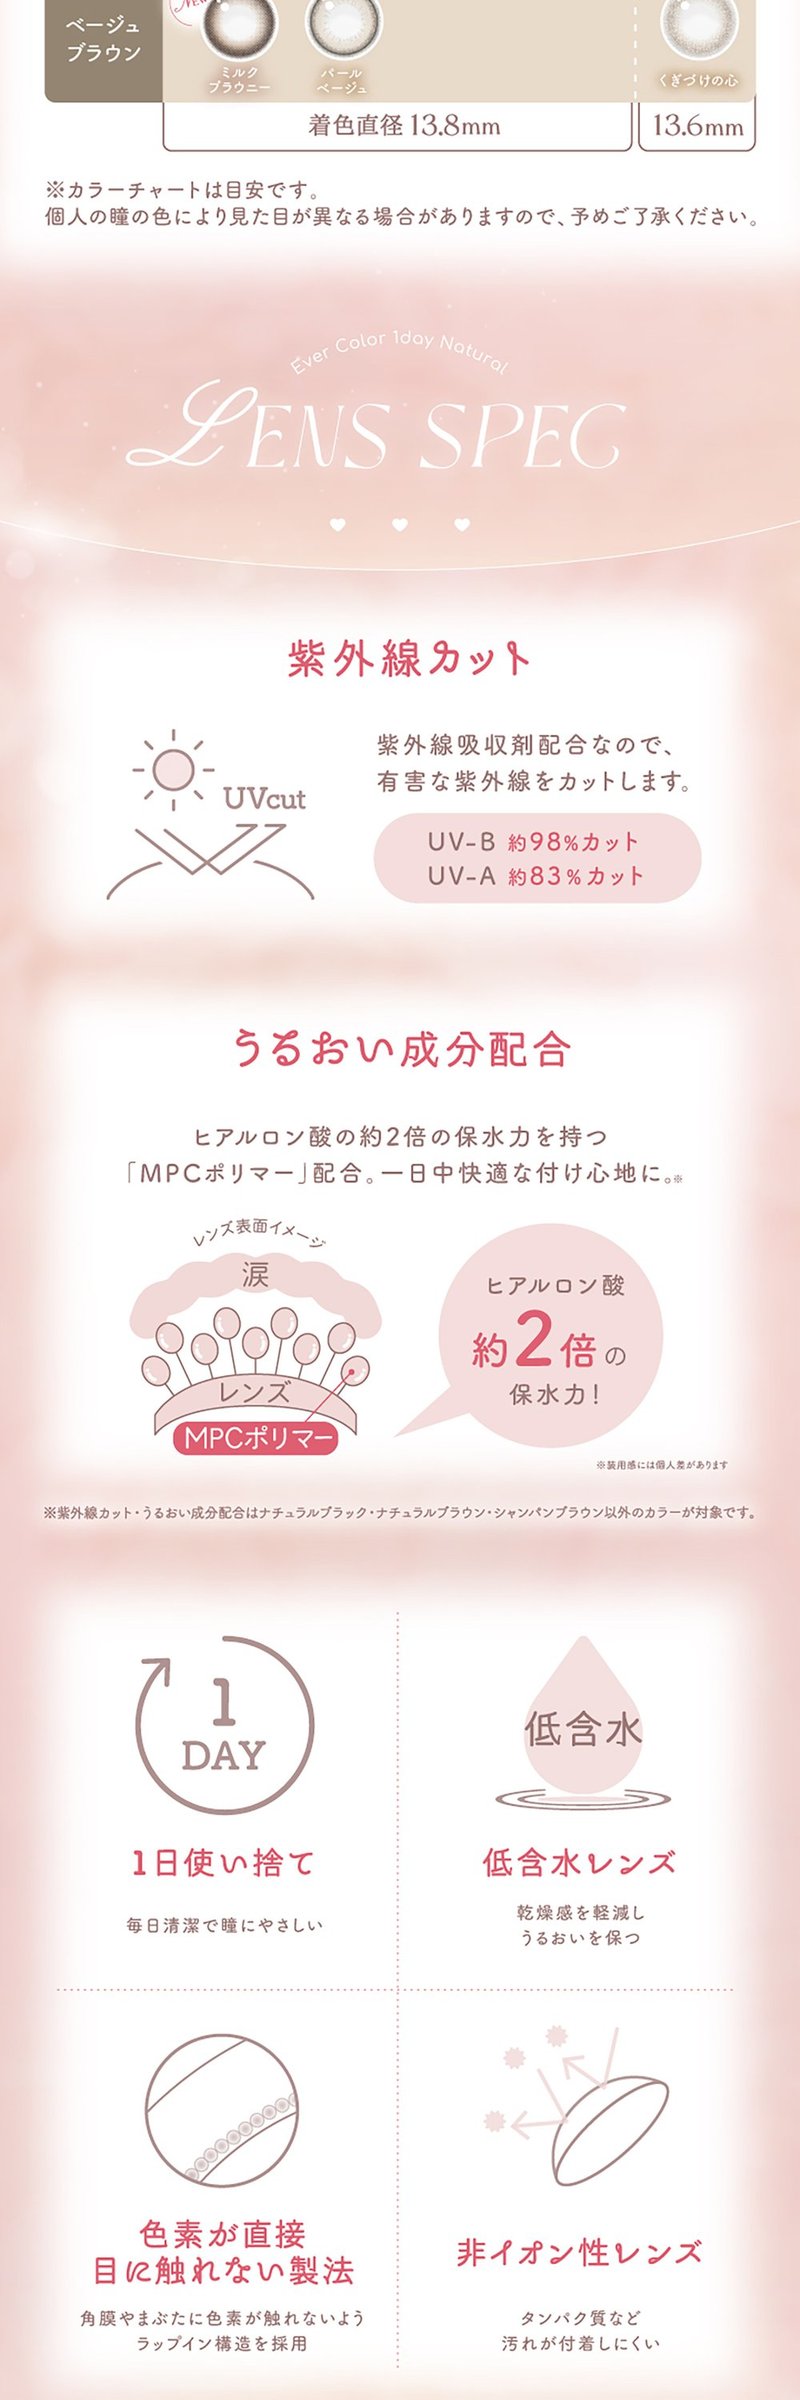 NEW
ベージュ
ブラウン
ミルク
ブラウニー
パール
ベージュ
くぎづけの心
着色直径 13.8mm
13.6mm
※カラーチャートは目安です。
個人の瞳の色により見た目が異なる場合がありますので、予めご了承ください。
Ever Color 1day Natural
LENS SPEC
紫外線カット
UVcut
紫外線吸収剤配合なので、
有害な紫外線をカットします。
UV-B 約98%カット
UV-A 約83%カット
うるおい成分配合
ヒアルロン酸の約2倍の保水力を持つ
「MPCポリマー」配合。一日中快適な付け心地に。※
レンズ表面イメージ
涙
レンズ
MPCポリマー
ヒアルロン酸
約2倍の
保水力!
※装用感には個人差があります
※紫外線カット・うるおい成分配合はナチュラルブラック・ナチュラルブラウン・シャンパンブラウン以外のカラーが対象です。
1
DAY
1日使い捨て
毎日清潔で瞳にやさしい
低含水
低含水レンズ
乾燥感を軽減し
うるおいを保つ
色素が直接
目に触れない製法
角膜やまぶたに色素が触れないよう
ラップイン構造を採用
非イオン性レンズ
タンパク質など
汚れが付着しにくい